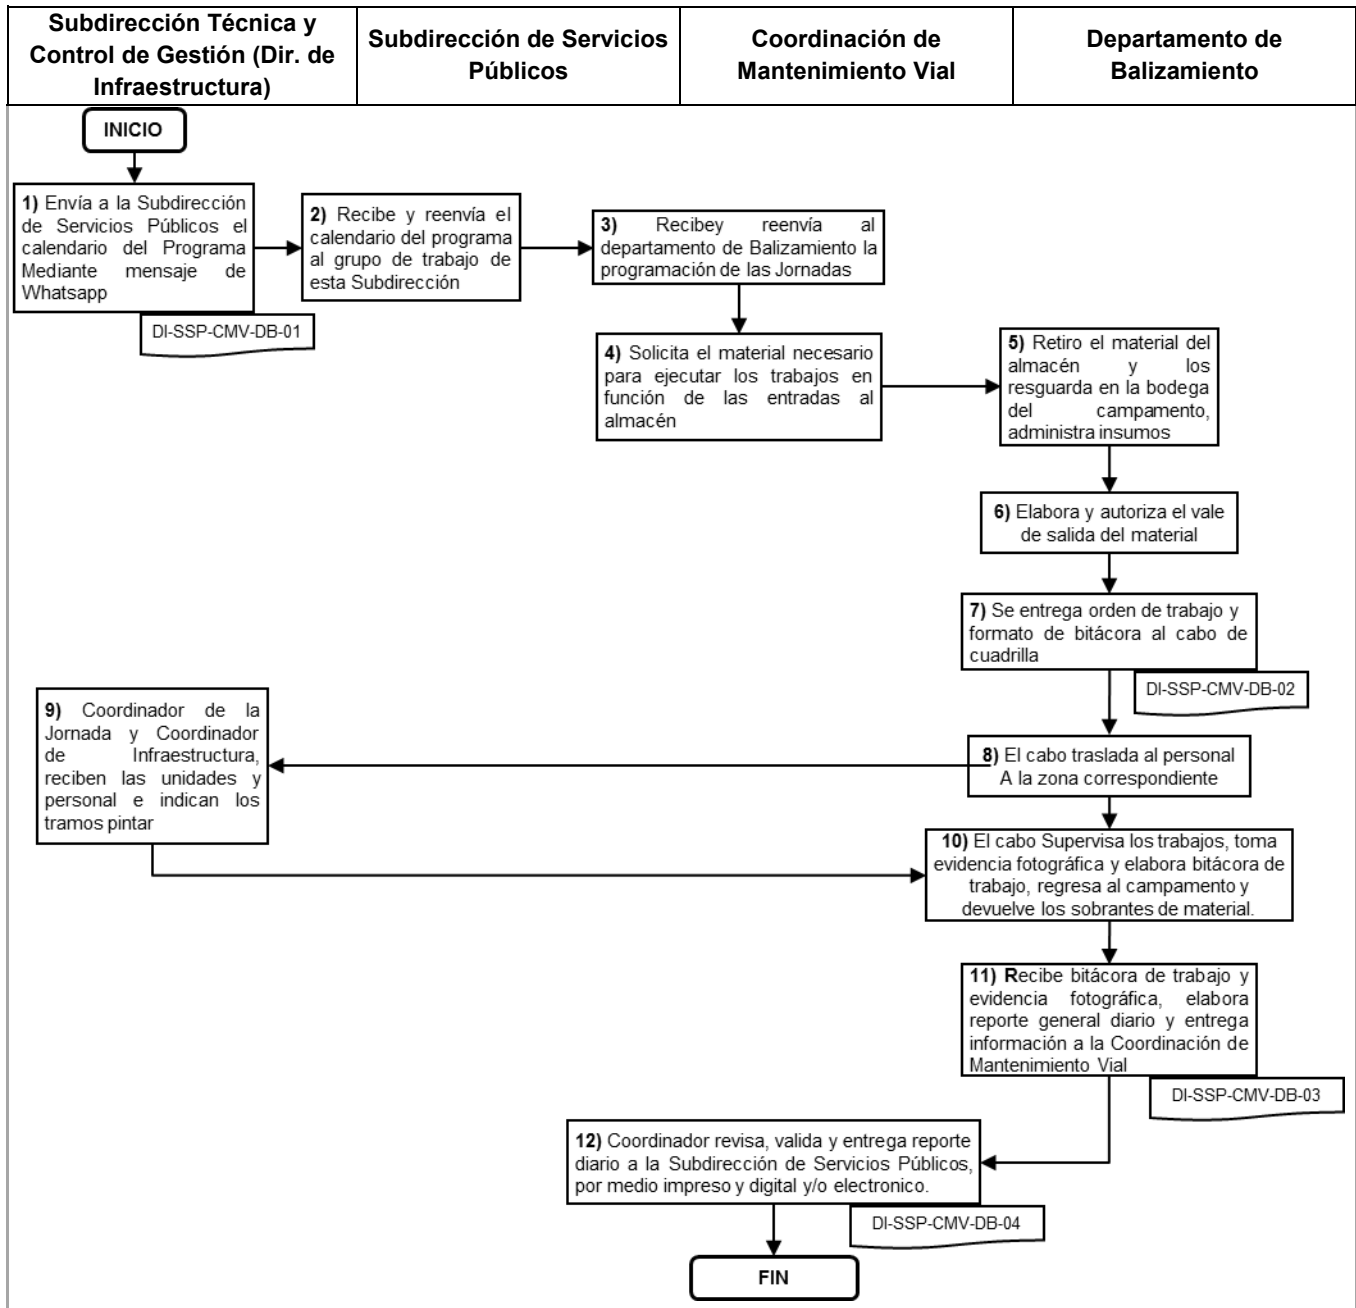 Subdirección Técnica y
Control de Gestión (Dir. de
Infraestructura)
Subdirección de Servicios
Públicos
Coordinación de
Mantenimiento Vial
Departamento de
Balizamiento
INICIO
1) Envía a la Subdirección
de Servicios Públicos el
calendario del Programa
Mediante mensaje de
Whatsapp
DI-SSP-CMV-DB-01
2) Recibe y reenvía el
calendario del programa
al grupo de trabajo de
esta Subdirección
3) Recibey reenvía al
departamento de Balizamiento la
programación de las Jornadas
4) Solicita el material necesario
para ejecutar los trabajos en
función de las entradas al
almacén
5) Retiro el material del
almacén y los
resguarda en la bodega
del campamento,
administra insumos
6) Elabora y autoriza el vale
de salida del material
7) Se entrega orden de trabajo y
formato de bitácora al cabo de
cuadrilla
DI-SSP-CMV-DB-02
8) El cabo traslada al personal
A la zona correspondiente
9) Coordinador de la
Jornada y Coordinador
de Infraestructura,
reciben las unidades y
personal e indican los
tramos pintar
10) El cabo Supervisa los trabajos, toma
evidencia fotográfica y elabora bitácora de
trabajo, regresa al campamento y
devuelve los sobrantes de material.
11) Recibe bitácora de trabajo y
evidencia fotográfica, elabora
reporte general diario y entrega
información a la Coordinación de
Mantenimiento Vial
DI-SSP-CMV-DB-03
12) Coordinador revisa, valida y entrega reporte
diario a la Subdirección de Servicios Públicos,
por medio impreso y digital y/o electronico.
DI-SSP-CMV-DB-04
FIN